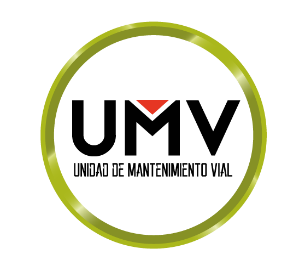 UMV
UNIDAD DE MANTENIMIENTO VIAL